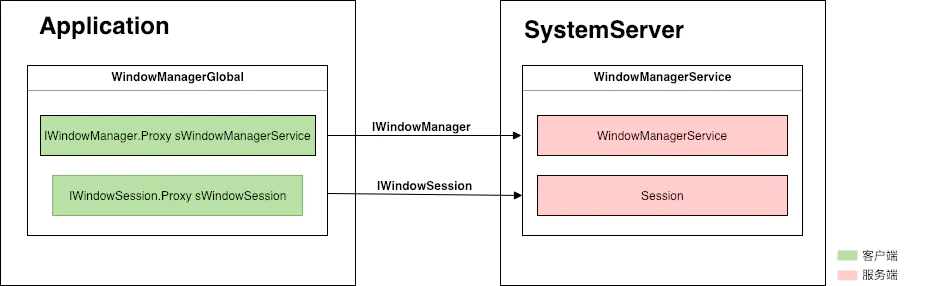 Application
SystemServer
WindowManagerGlobal
WindowManagerService
IWindowManager.Proxy sWindowManagerService
IWindowManager
WindowManagerService
IWindowSession.Proxy sWindowSession
IWindowSession
Session
客户端
服务端